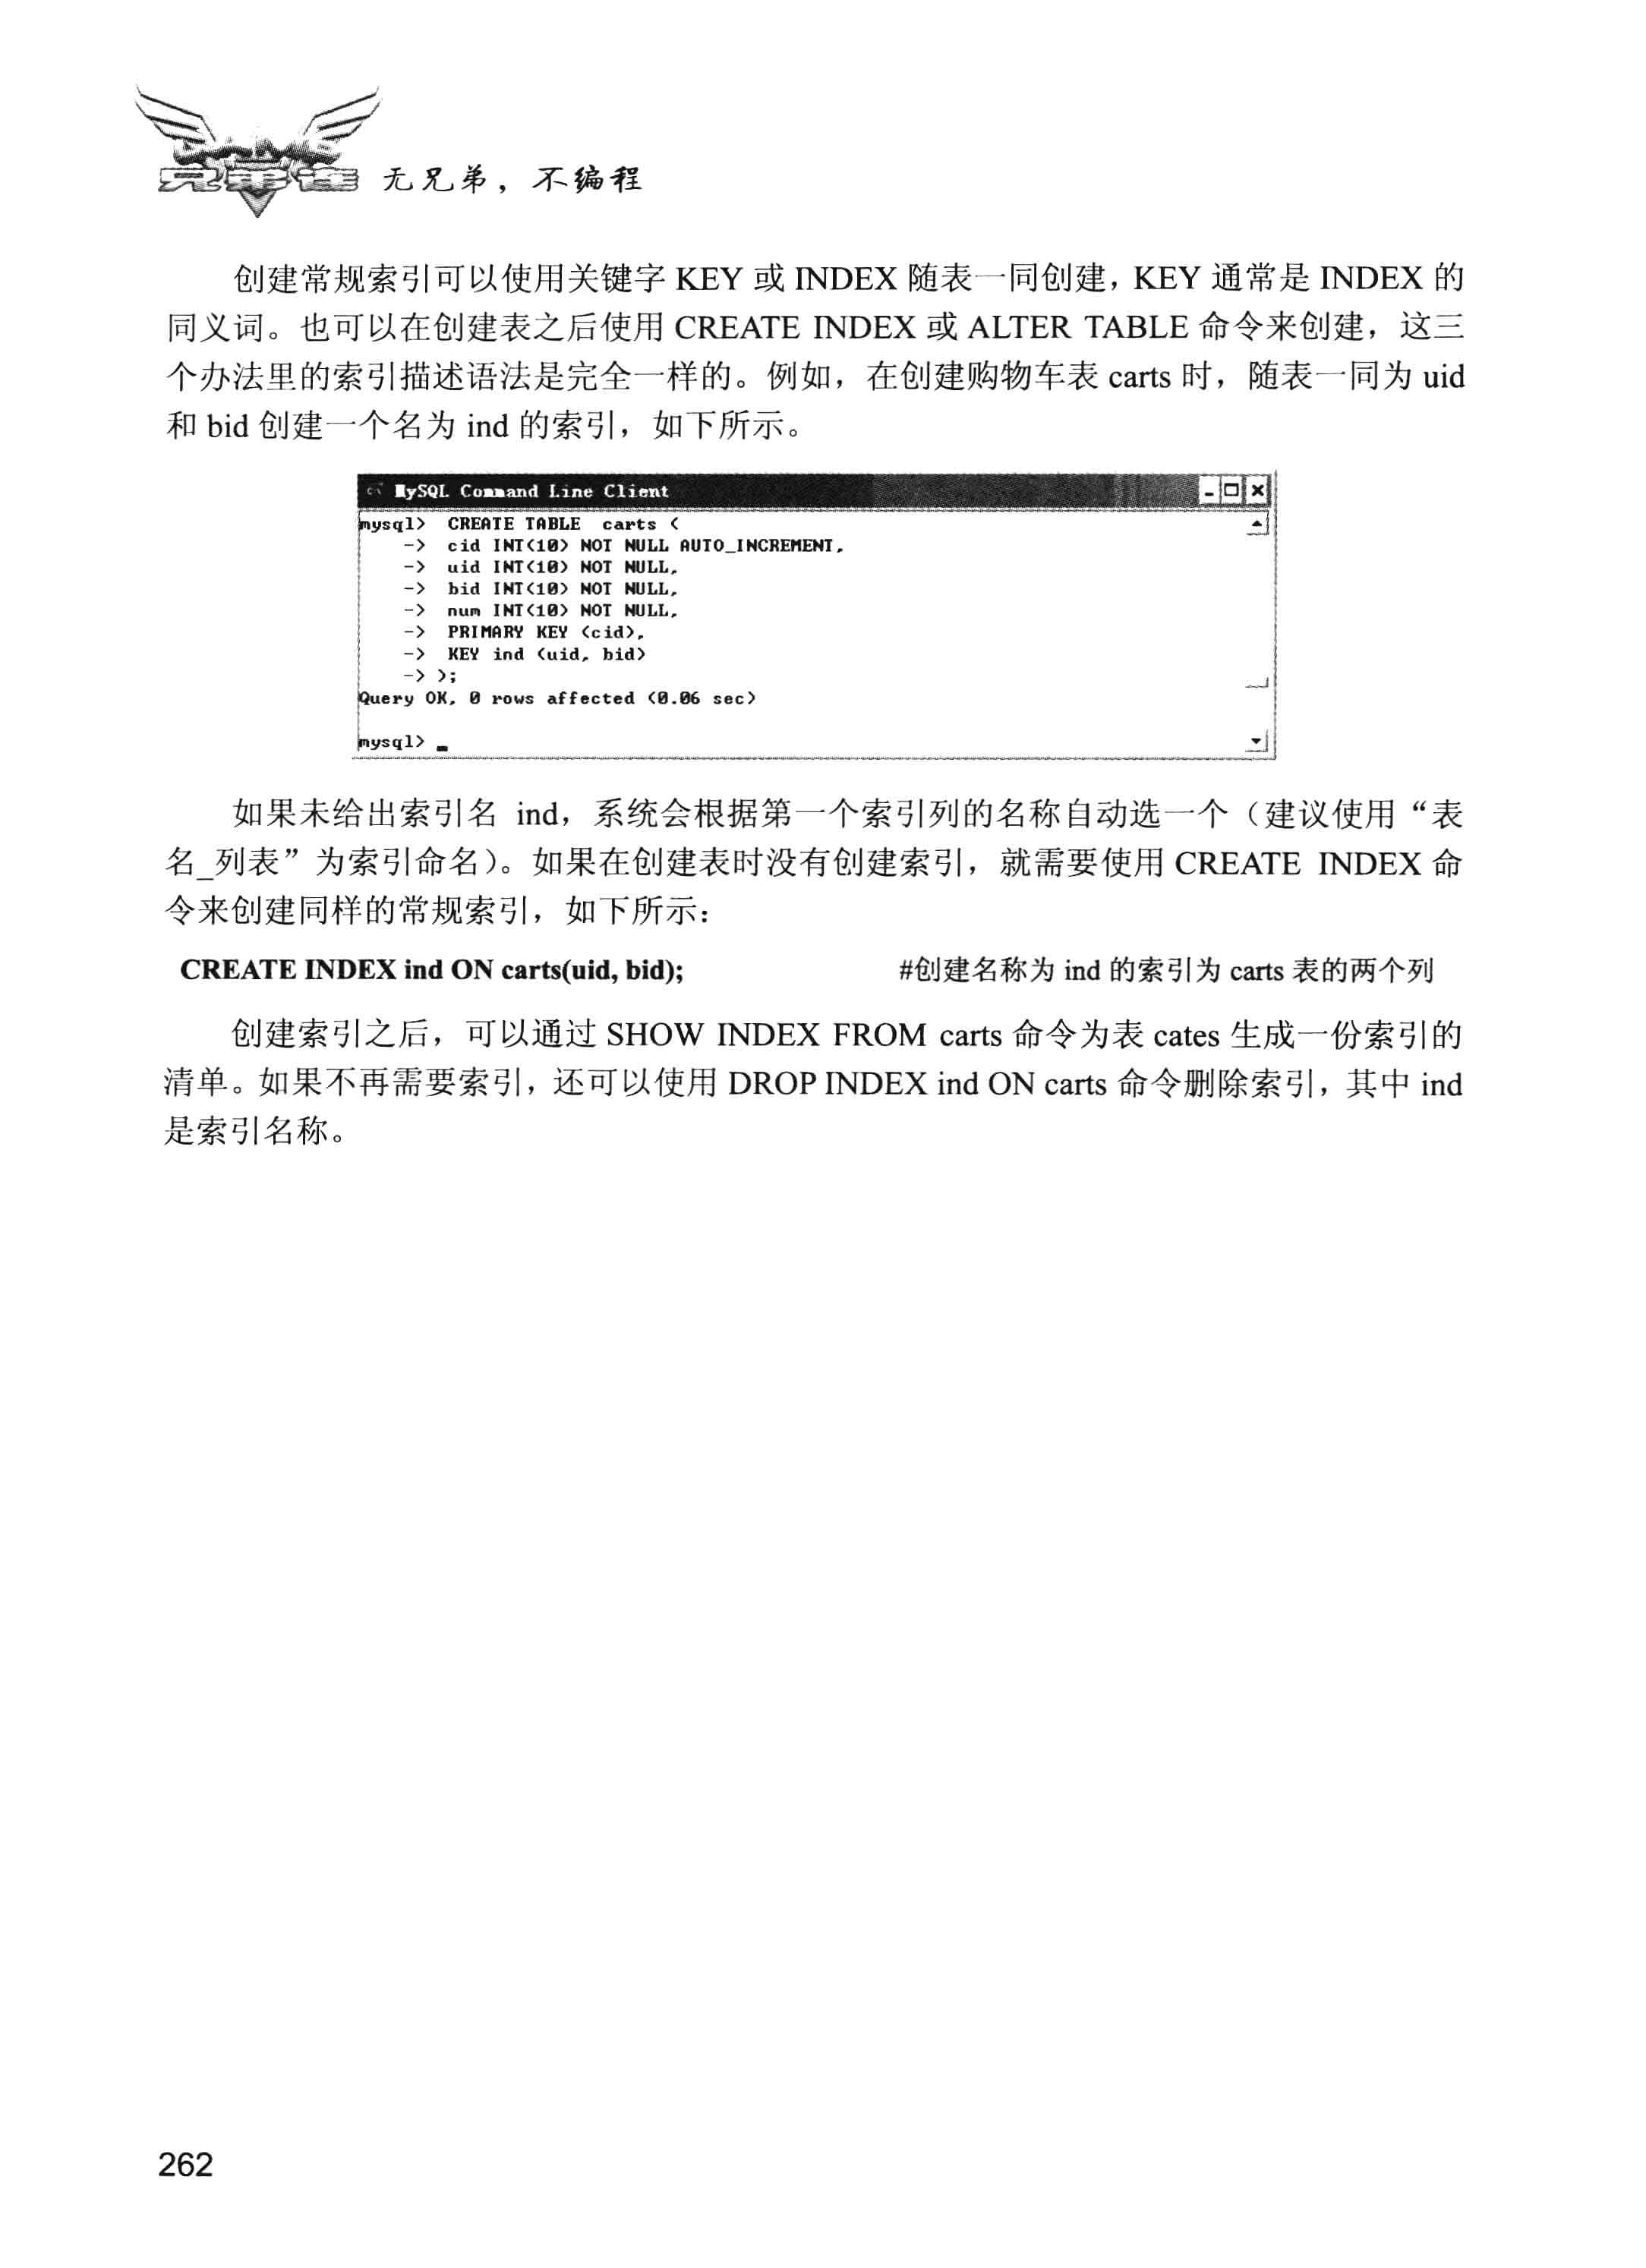 LAMP
兄弟连 无兄弟，不编程
创建常规索引可以使用关键字 KEY 或 INDEX 随表一同创建，KEY 通常是 INDEX 的
同义词。也可以在创建表之后使用 CREATE INDEX 或 ALTER TABLE 命令来创建，这三
个办法里的索引描述语法是完全一样的。例如，在创建购物车表 carts 时，随表一同为 uid
和 bid 创建一个名为 ind 的索引，如下所示。
MySQL Command Line Client
mysql>  CREATE TABLE  carts (
    ->  cid INT(10) NOT NULL AUTO_INCREMENT,
    ->  uid INT(10) NOT NULL,
    ->  bid INT(10) NOT NULL,
    ->  num INT(10) NOT NULL,
    ->  PRIMARY KEY (cid),
    ->  KEY ind (uid, bid)
    -> );
Query OK, 0 rows affected (0.06 sec)
mysql> _
如果未给出索引名 ind，系统会根据第一个索引列的名称自动选一个（建议使用“表
名_列表”为索引命名）。如果在创建表时没有创建索引，就需要使用 CREATE INDEX 命
令来创建同样的常规索引，如下所示：
CREATE INDEX ind ON carts(uid, bid); #创建名称为 ind 的索引为 carts 表的两个列
创建索引之后，可以通过 SHOW INDEX FROM carts 命令为表 cates 生成一份索引的
清单。如果不再需要索引，还可以使用 DROP INDEX ind ON carts 命令删除索引，其中 ind
是索引名称。
262